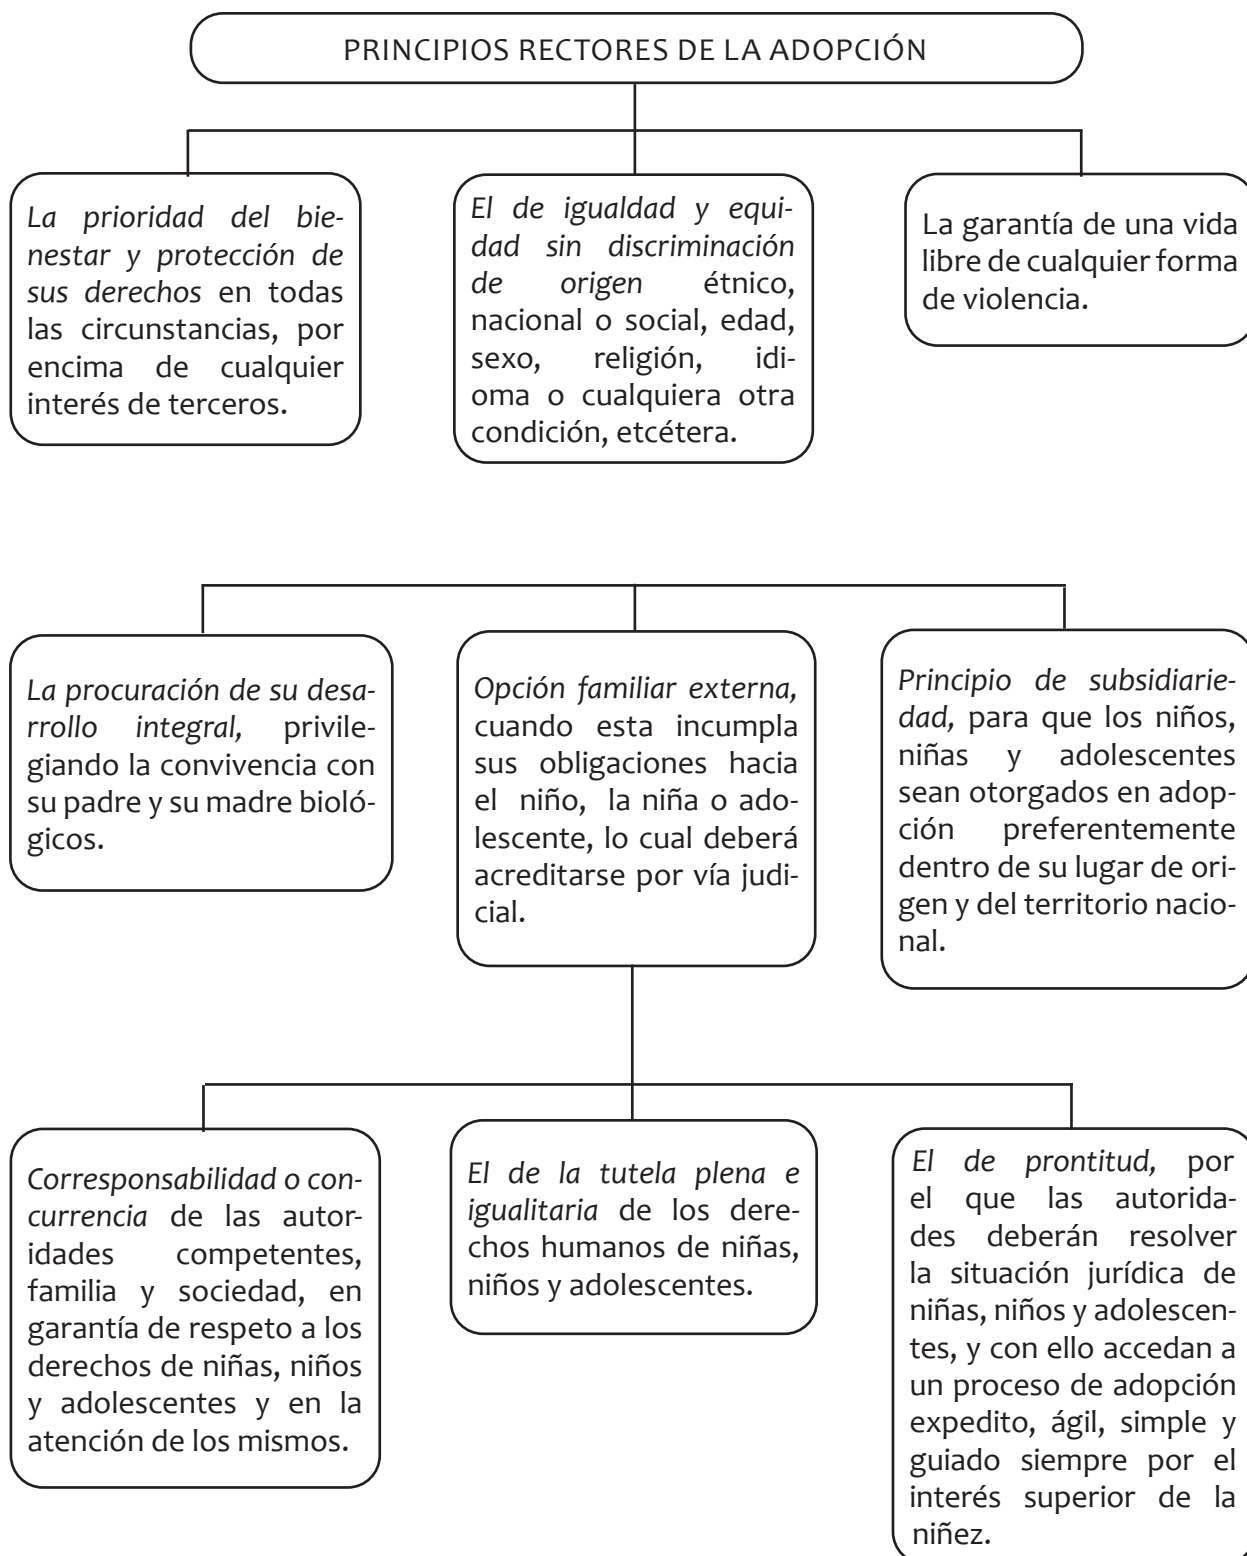 PRINCIPIOS RECTORES DE LA ADOPCIÓN
La prioridad del bie-
nestar y protección de
sus derechos en todas
las circunstancias, por
encima de cualquier
interés de terceros.
El de igualdad y equi-
dad sin discriminación
de origen étnico,
nacional o social, edad,
sexo, religión, idi-
oma o cualquiera otra
condición, etcétera.
La garantía de una vida
libre de cualquier forma
de violencia.
La procuración de su desa-
rrollo integral, privile-
giando la convivencia con
su padre y su madre bioló-
gicos.
Opción familiar externa,
cuando esta incumpla
sus obligaciones hacia
el niño, la niña o ado-
lescente, lo cual deberá
acreditarse por vía judi-
cial.
Principio de subsidiarie-
dad, para que los niños,
niñas y adolescentes
sean otorgados en adop-
ción preferentemente
dentro de su lugar de ori-
gen y del territorio nacio-
nal.
Corresponsabilidad o con-
currencia de las autor-
idades competentes,
familia y sociedad, en
garantía de respeto a los
derechos de niñas, niños
y adolescentes y en la
atención de los mismos.
El de la tutela plena e
igualitaria de los dere-
chos humanos de niñas,
niños y adolescentes.
El de prontitud, por
el que las autorida-
des deberán resolver
la situación jurídica de
niñas, niños y adolescen-
tes, y con ello accedan a
un proceso de adopción
expedito, ágil, simple y
guiado siempre por el
interés superior de la
niñez.